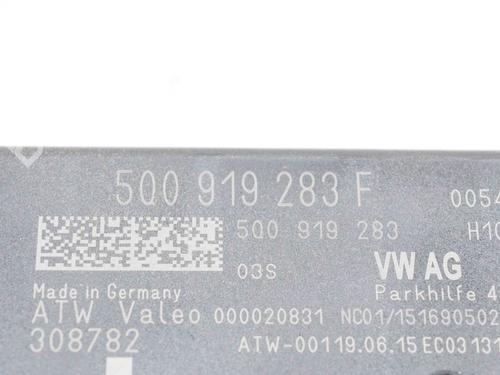 5Q0 919 283 F 0054
5Q0 919 283 H10
03S VW AG
Made in Germany Parkhilfe 4
ATW Valeo 000020831 NC01/151690502
308782 ATW-00119.06.15 EC03131